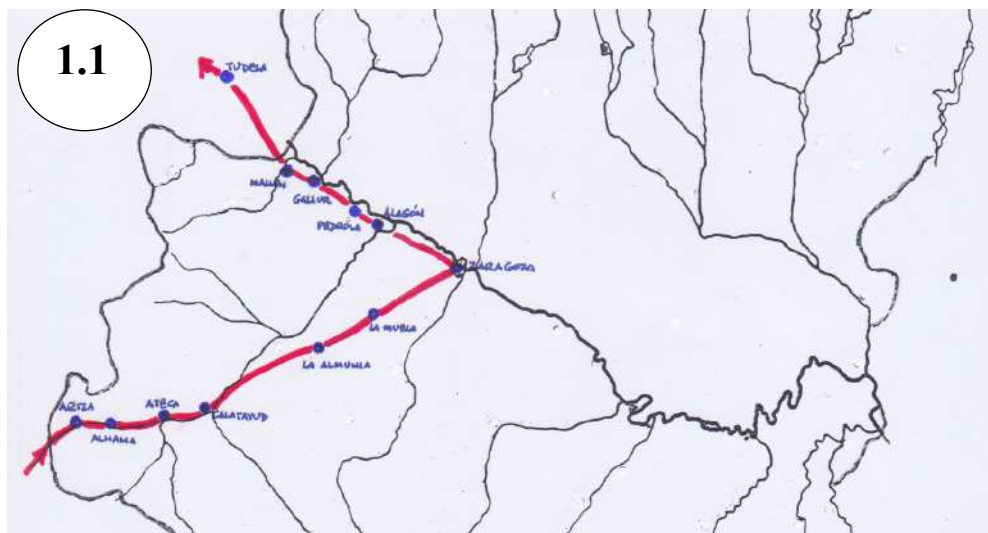 1.1
TUDELA
MALLÉN
GALLUR
PEDROLA
ALAGÓN
ZARAGOZA
LA MUELA
LA ALMUNIA
CALATAYUD
ATECA
ARIZA
ALHAMA